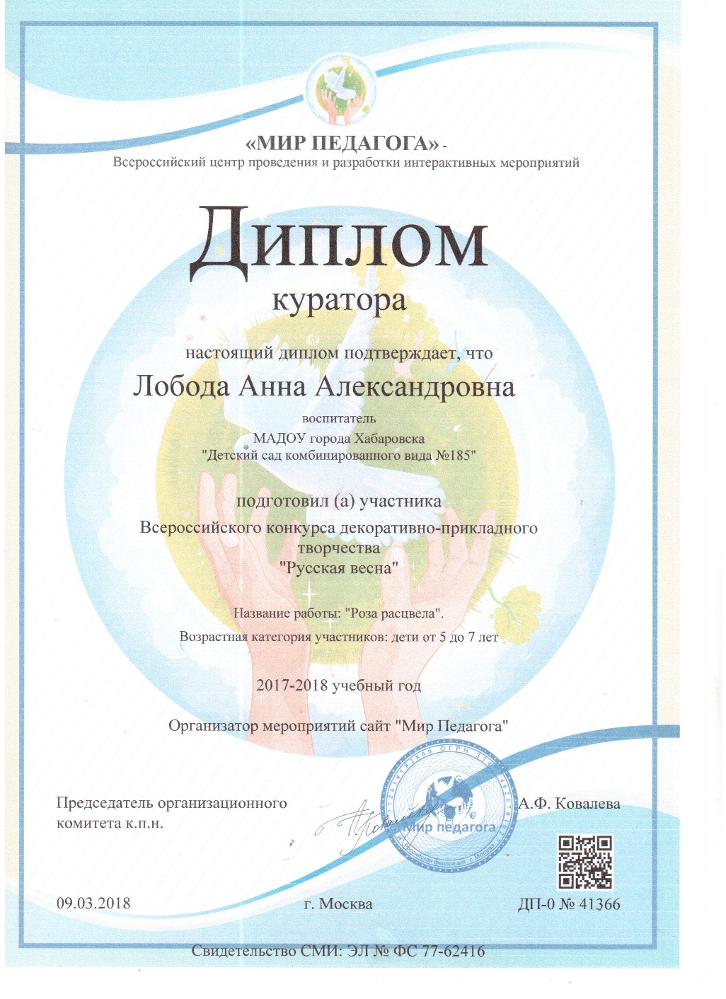 «МИР ПЕДАГОГА» -
Всероссийский центр проведения и разработки интерактивных мероприятий
Диплом
куратора
настоящий диплом подтверждает, что
Лобода Анна Александровна
воспитатель
МАДОУ города Хабаровска
"Детский сад комбинированного вида №185"
подготовил (а) участника
Всероссийского конкурса декоративно-прикладного
творчества
"Русская весна"
Название работы: "Роза расцвела".
Возрастная категория участников: дети от 5 до 7 лет
2017-2018 учебный год
Организатор мероприятий сайт "Мир Педагога"
Председатель организационного
комитета к.п.н.
А.Ф. Ковалева
ОГРН
Мир педагога
Российская федерация г. Москва
09.03.2018
г. Москва
ДП-0 № 41366
Свидетельство СМИ: ЭЛ № ФС 77-62416